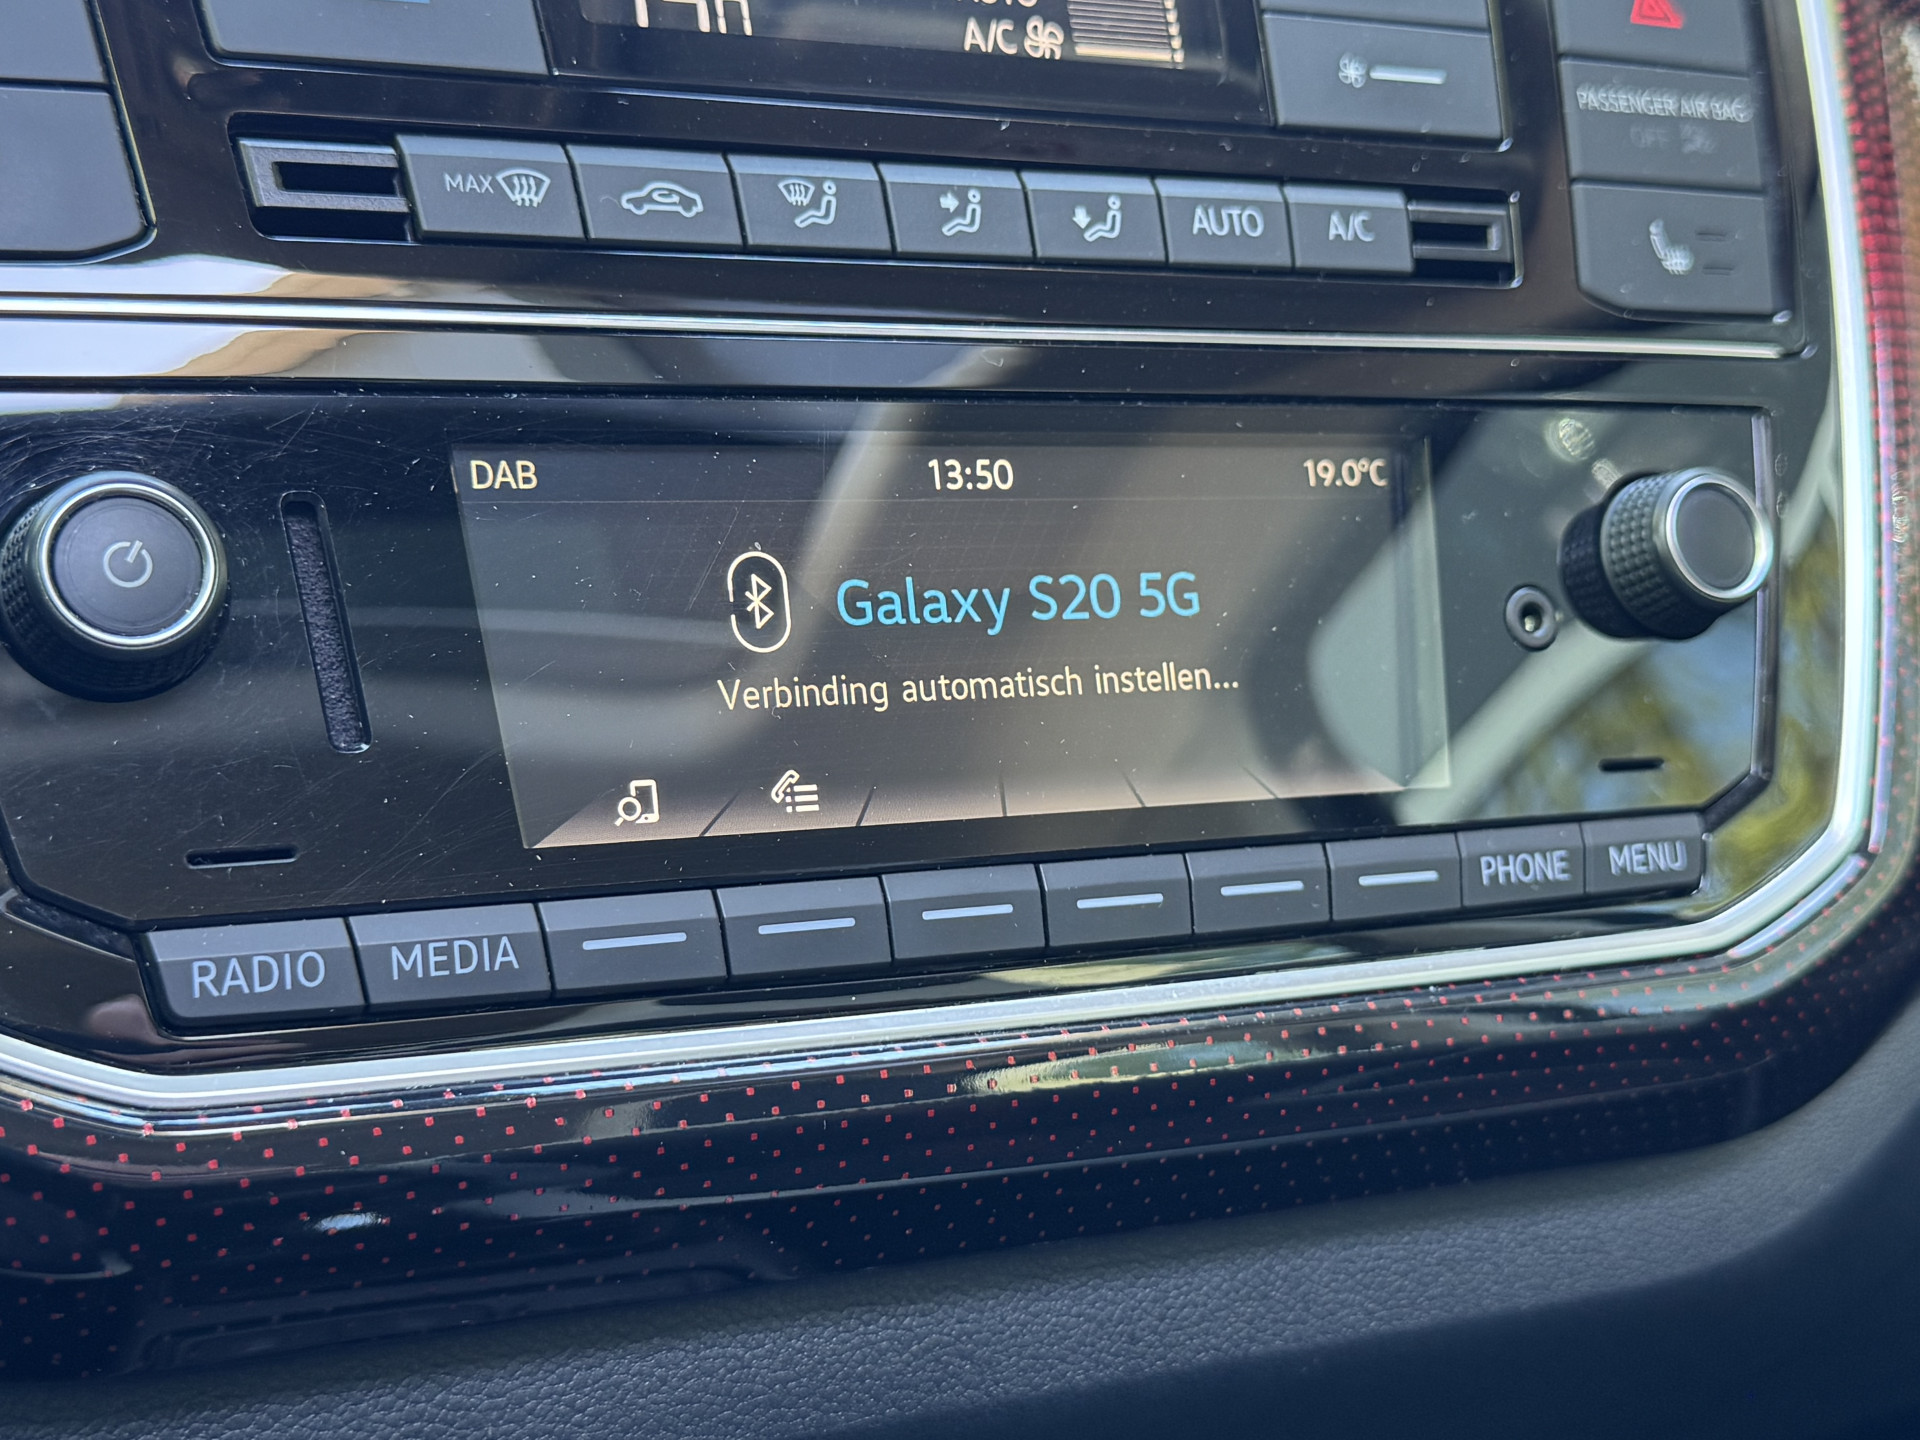 A/C
PASSENGER AIR BAG
OFF
MAX
AUTO
A/C
DAB
13:50
19.0°C
Galaxy S20 5G
Verbinding automatisch instellen...
RADIO
MEDIA
PHONE
MENU